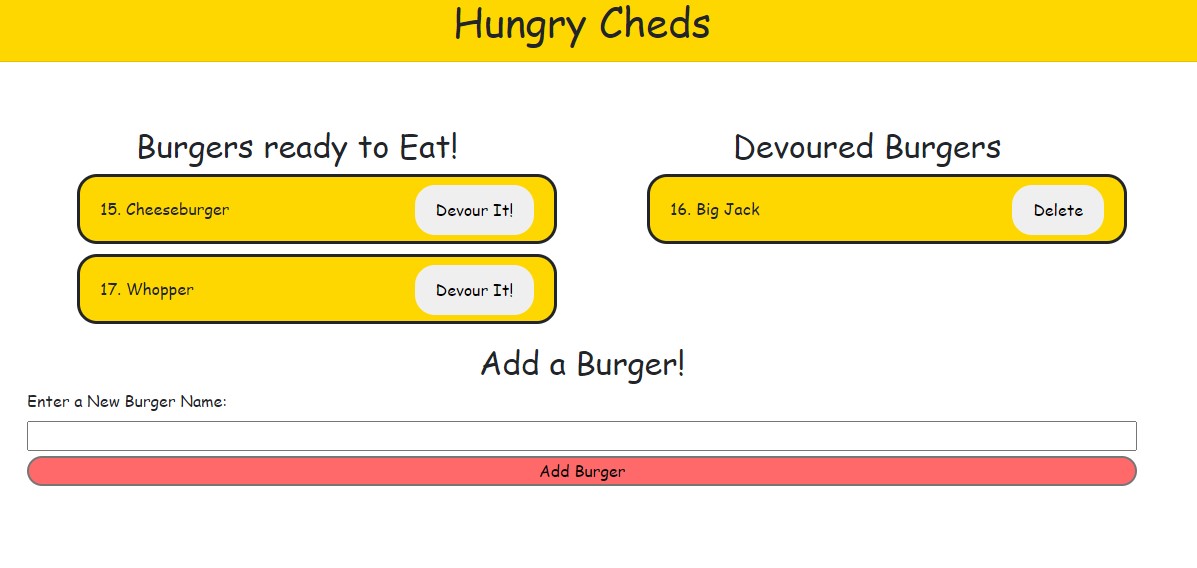 Hungry Cheds
Burgers ready to Eat!
15. Cheeseburger
Devour It!
17. Whopper
Devour It!
Devoured Burgers
16. Big Jack
Delete
Add a Burger!
Enter a New Burger Name:
Add Burger